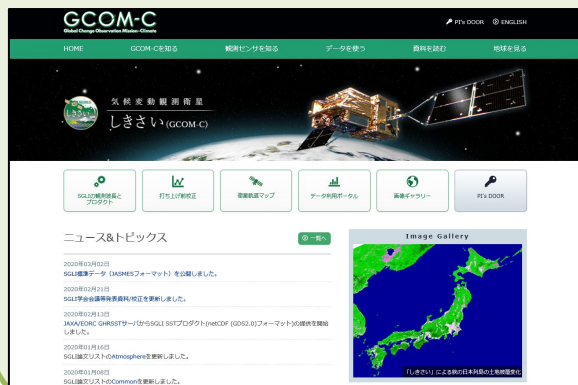 GCOM-C
Global Change Observation Mission-Climate
PI's DOOR ENGLISH
HOME GCOM-Cを知る 観測センサを知る データを使う 資料を読む 地球を見る
気候変動観測衛星
しきさい(GCOM-C)
SGLIの観測波長と
プロダクト
打ち上げ前校正
衛星軌道マップ
データ利用ポータル
画像ギャラリー
PI's DOOR
ニュース&トピックス
一覧へ
2020年03月02日
SGLI標準データ（JASMESフォーマット）を公開しました。
2020年02月21日
SGLI学会会議等発表資料/校正を更新しました。
2020年02月13日
JAXA/EORC GHRSSTサーバからSGLI SSTプロダクト(netCDF (GDS2.0)フォーマット)の提供を開始
しました。
2020年01月16日
SGLI論文リストのAtmosphereを更新しました。
2020年01月08日
SGLI論文リストのCommonを更新しました。
Image Gallery
「しきさい」による秋の日本列島の土地被覆変化